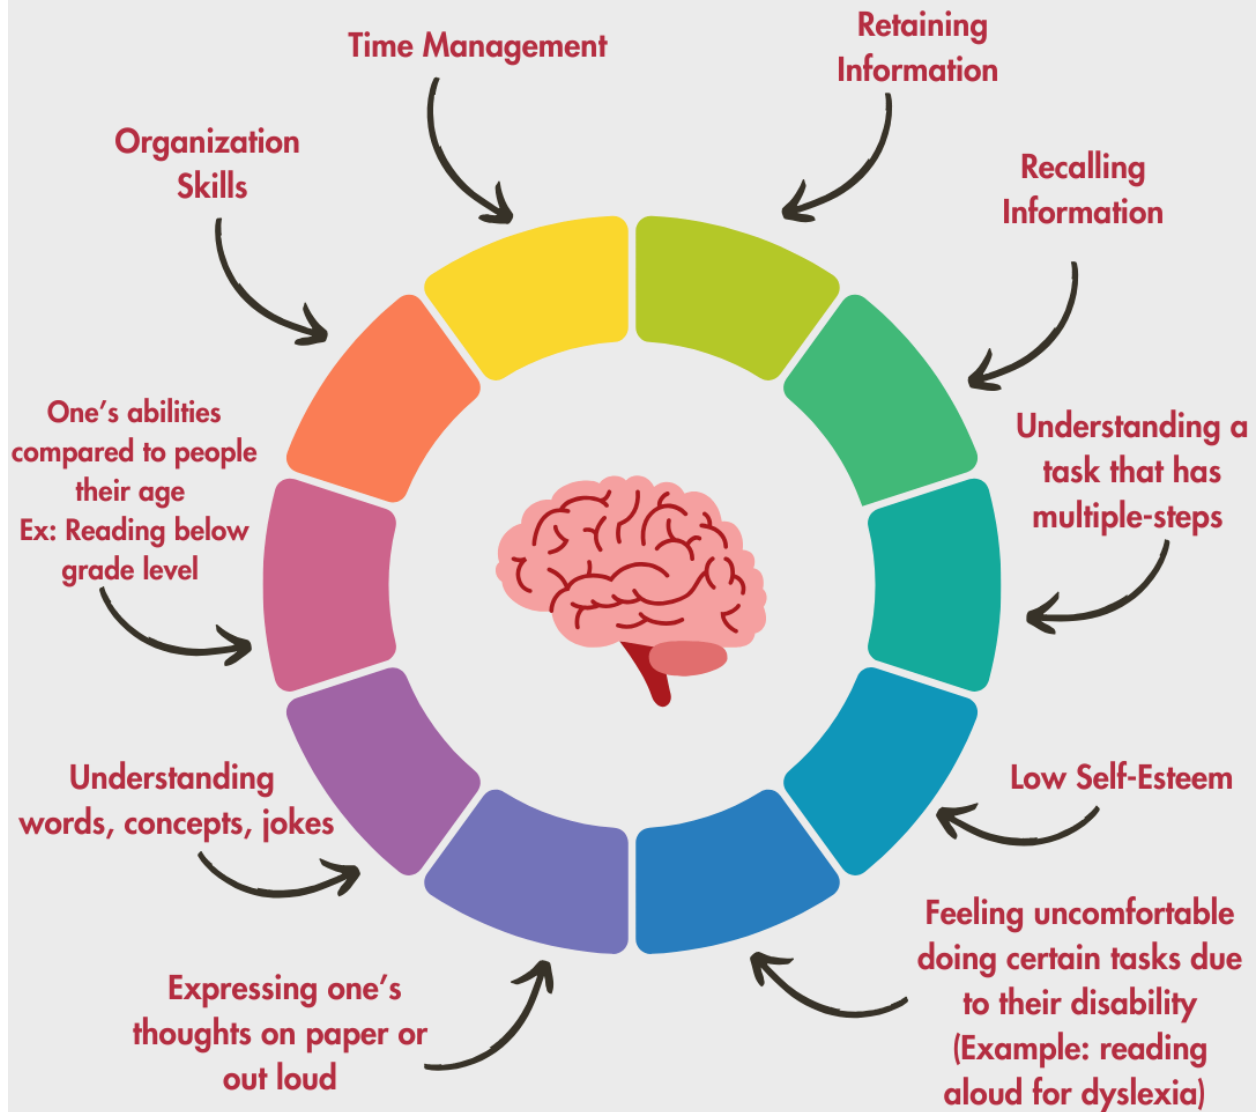 Time Management
Retaining
Information
Organization
Skills
Recalling
Information
One’s abilities
compared to people
their age
Ex: Reading below
grade level
Understanding a
task that has
multiple-steps
Understanding
words, concepts, jokes
Low Self-Esteem
Expressing one’s
thoughts on paper or
out loud
Feeling uncomfortable
doing certain tasks due
to their disability
(Example: reading
aloud for dyslexia)